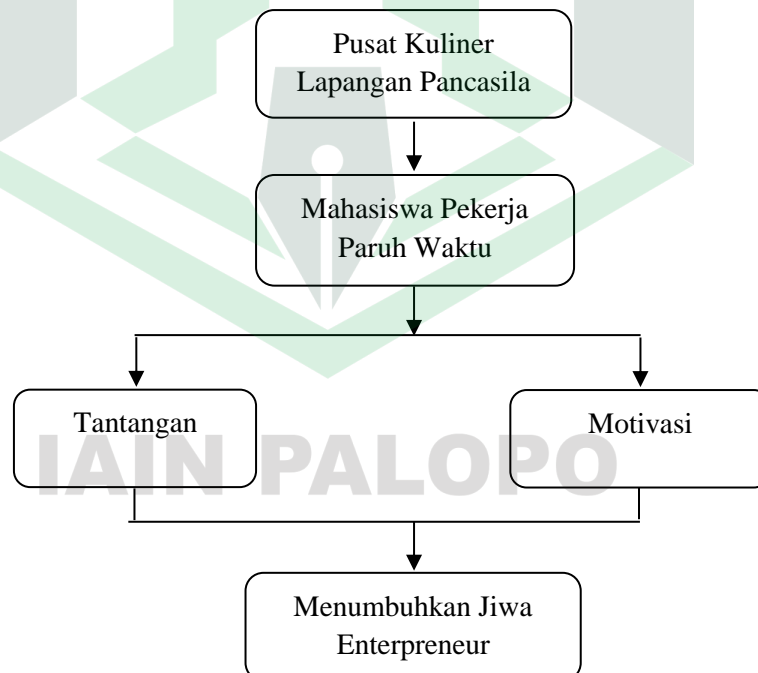 Pusat Kuliner
Lapangan Pancasila
Mahasiswa Pekerja
Paruh Waktu
Tantangan
Motivasi
IAIN PALOPO
Menumbuhkan Jiwa
Enterpreneur